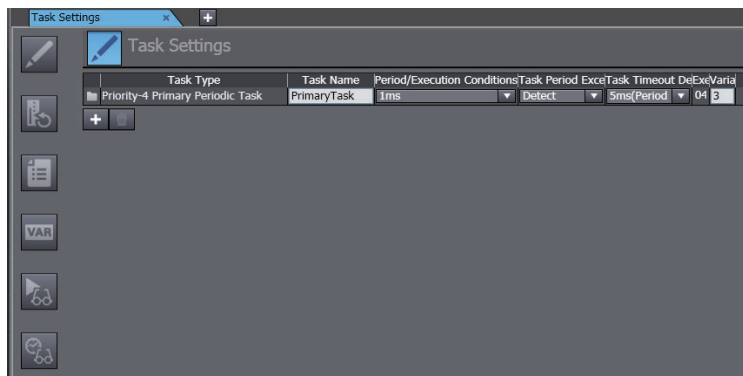 Task Settings × +
Task Settings
Task Type Task Name Period/Execution Conditions Task Period Exce Task Timeout De Exe Varia
Priority-4 Primary Periodic Task PrimaryTask 1ms Detect 5ms(Period 04 3
+
VAR